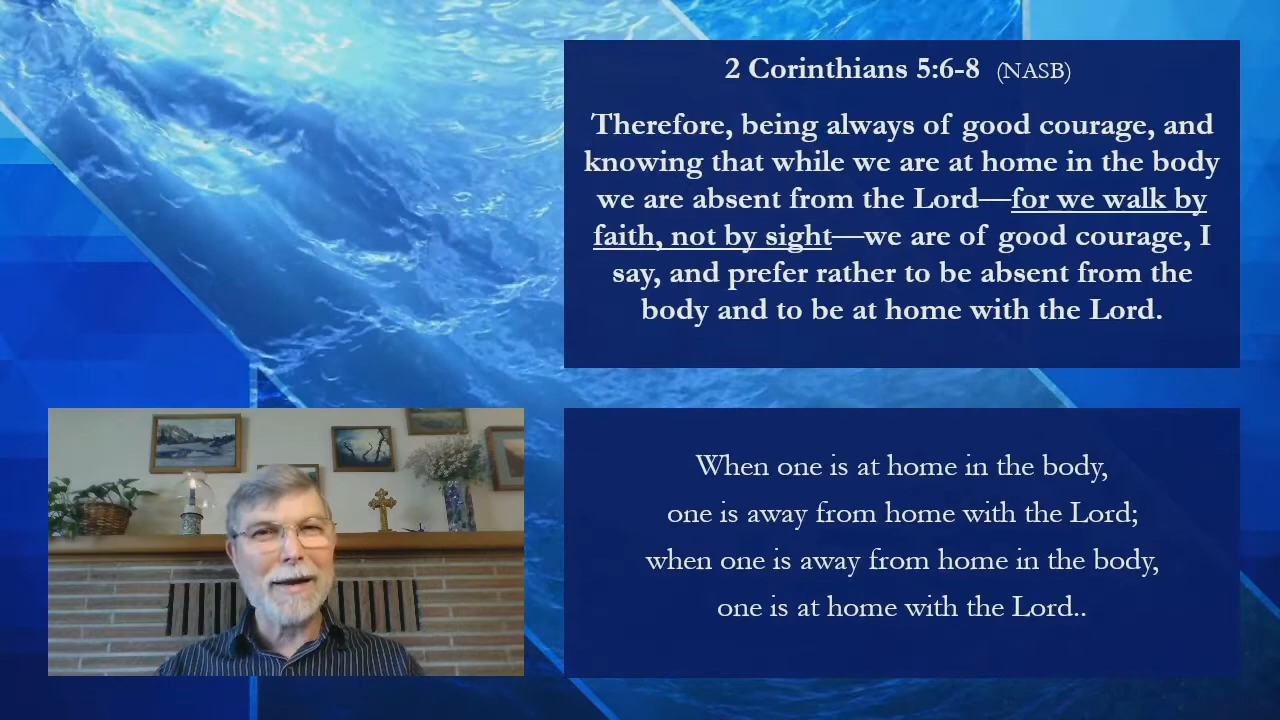 2 Corinthians 5:6-8 (NASB)
Therefore, being always of good courage, and
knowing that while we are at home in the body
we are absent from the Lord—for we walk by
faith, not by sight—we are of good courage, I
say, and prefer rather to be absent from the
body and to be at home with the Lord.
When one is at home in the body,
one is away from home with the Lord;
when one is away from home in the body,
one is at home with the Lord..